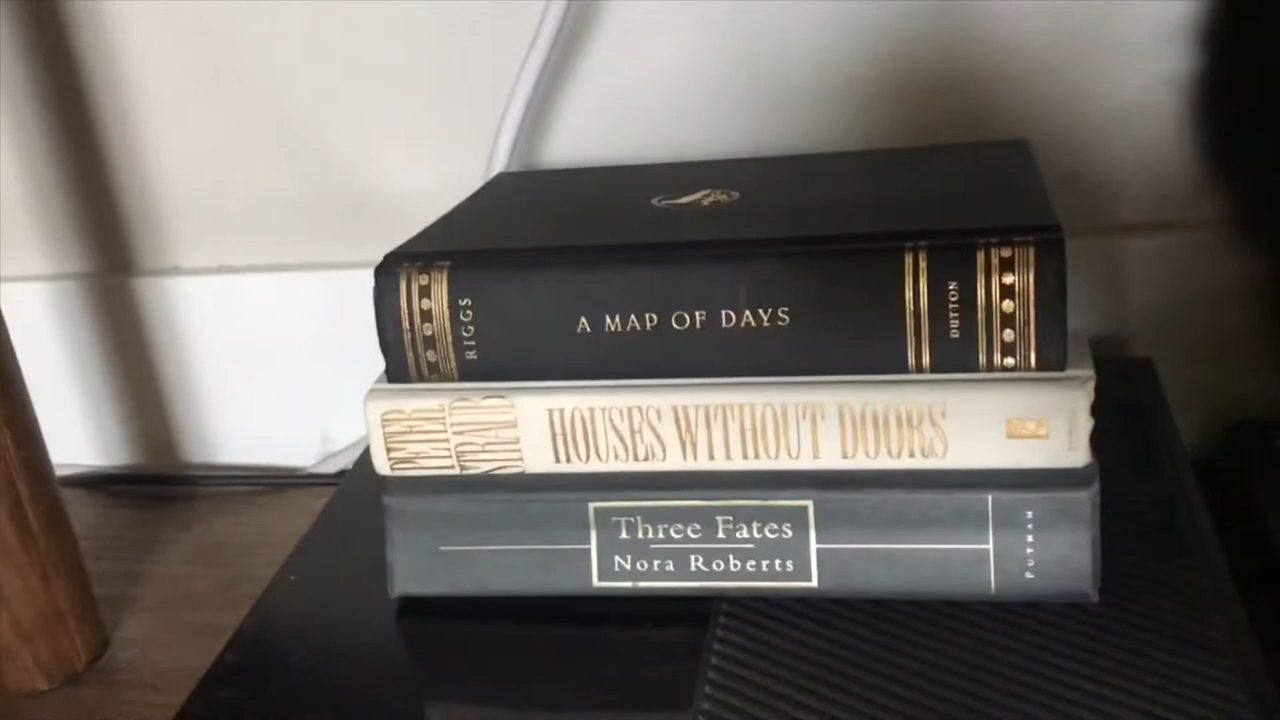 RIGGS
A MAP OF DAYS
DUTTON
PETER
STRAUB
HOUSES WITHOUT DOORS
Three Fates
Nora Roberts
PUTNAM